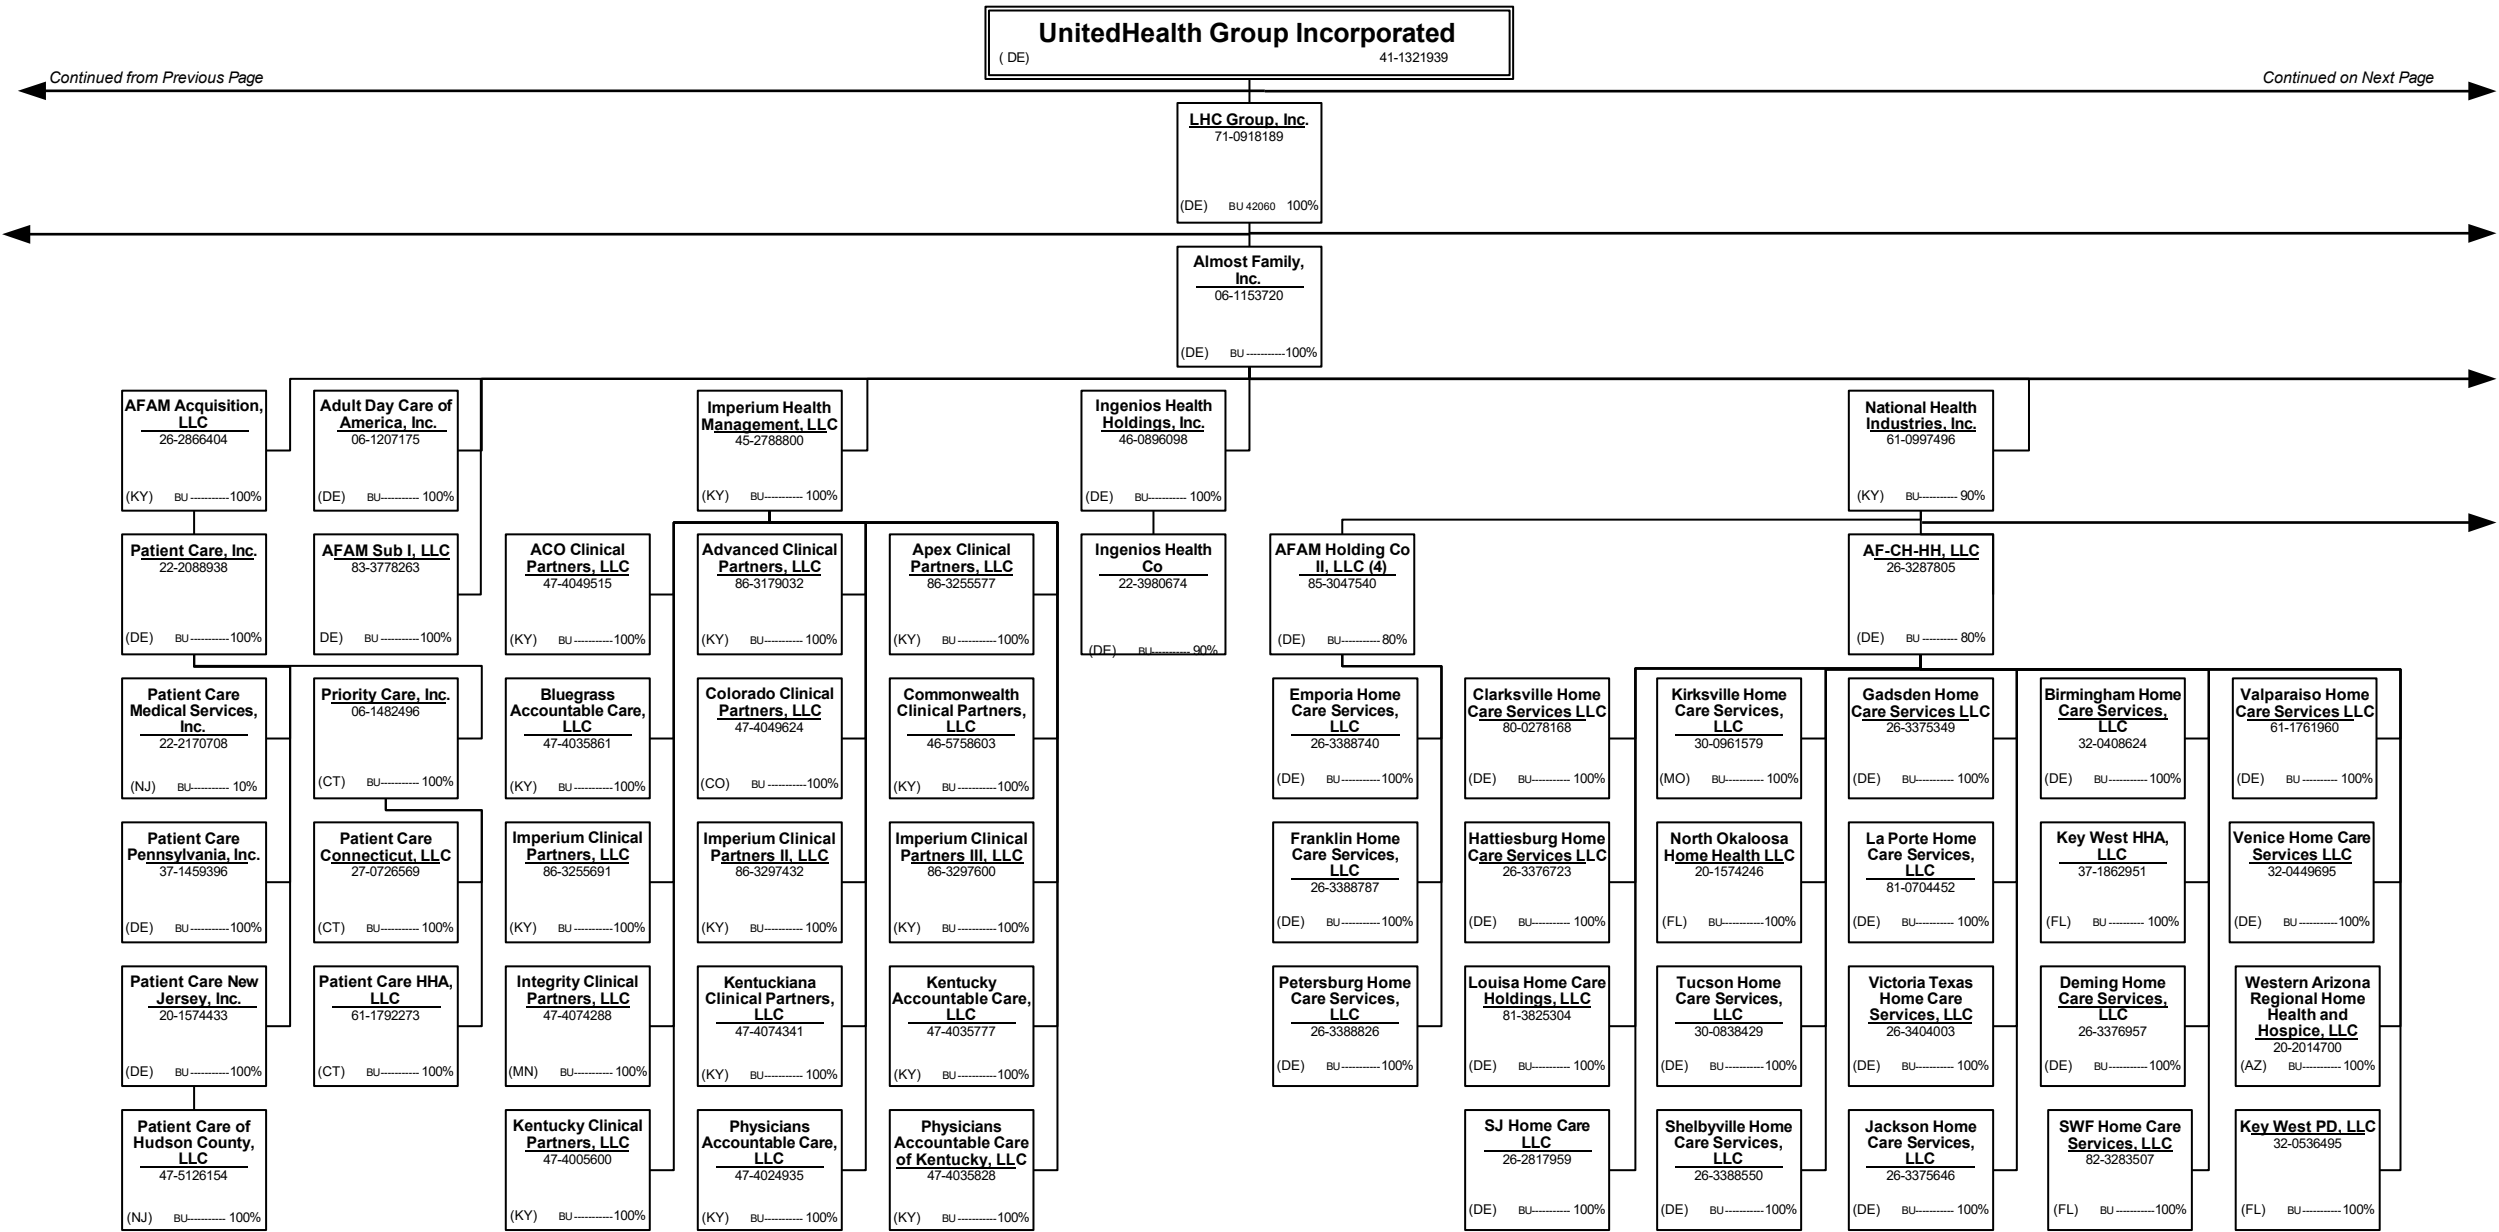 UnitedHealth Group Incorporated
( DE) 41-1321939
Continued from Previous Page
Continued on Next Page
LHC Group, Inc.
71-0918189
(DE) BU 42060 100%
Almost Family,
Inc.
06-1153720
(DE) BU -----------100%
AFAM Acquisition,
LLC
26-2866404
(KY) BU -----------100%
Adult Day Care of
America, Inc.
06-1207175
(DE) BU----------- 100%
Imperium Health
Management, LLC
45-2788800
(KY) BU----------- 100%
Ingenios Health
Holdings, Inc.
46-0896098
(DE) BU----------- 100%
National Health
Industries, Inc.
61-0997496
(KY) BU----------- 90%
Patient Care, Inc.
22-2088938
(DE) BU -----------100%
AFAM Sub I, LLC
83-3778263
DE) BU -----------100%
ACO Clinical
Partners, LLC
47-4049515
(KY) BU -----------100%
Advanced Clinical
Partners, LLC
86-3179032
(KY) BU----------- 100%
Apex Clinical
Partners, LLC
86-3255577
(KY) BU -----------100%
Ingenios Health
Co
22-3980674
(DE) BU----------- 90%
AFAM Holding Co
II, LLC (4)
85-3047540
(DE) BU----------- 80%
AF-CH-HH, LLC
26-3287805
(DE) BU ---------- 80%
Patient Care
Medical Services,
Inc.
22-2170708
(NJ) BU----------- 10%
Priority Care, Inc.
06-1482496
(CT) BU----------- 100%
Bluegrass
Accountable Care,
LLC
47-4035861
(KY) BU -----------100%
Colorado Clinical
Partners, LLC
47-4049624
(CO) BU -----------100%
Commonwealth
Clinical Partners,
LLC
46-5758603
(KY) BU -----------100%
Emporia Home
Care Services,
LLC
26-3388740
(DE) BU -----------100%
Clarksville Home
Care Services LLC
80-0278168
(DE) BU----------- 100%
Kirksville Home
Care Services,
LLC
30-0961579
(MO) BU----------- 100%
Gadsden Home
Care Services LLC
26-3375349
(DE) BU----------- 100%
Birmingham Home
Care Services,
LLC
32-0408624
(DE) BU----------- 100%
Valparaiso Home
Care Services LLC
61-1761960
(DE) BU -----------100%
Patient Care
Pennsylvania, Inc.
37-1459396
(DE) BU-----------100%
Patient Care
Connecticut, LLC
27-0726569
(CT) BU----------- 100%
Imperium Clinical
Partners, LLC
86-3255691
(KY) BU -----------100%
Imperium Clinical
Partners II, LLC
86-3297432
(KY) BU----------- 100%
Imperium Clinical
Partners III, LLC
86-3297600
(KY) BU----------- 100%
Franklin Home
Care Services,
LLC
26-3388787
(DE) BU -----------100%
Hattiesburg Home
Care Services LLC
26-3376723
(DE) BU----------- 100%
North Okaloosa
Home Health LLC
20-1574246
(FL) BU-----------100%
La Porte Home
Care Services,
LLC
81-0704452
(DE) BU----------- 100%
Key West HHA,
LLC
37-1862951
(FL) BU ---------- 100%
Venice Home Care
Services LLC
32-0449695
(DE) BU -----------100%
Patient Care New
Jersey, Inc.
20-1574433
(DE) BU-----------100%
Patient Care HHA,
LLC
61-1792273
(CT) BU----------- 100%
Integrity Clinical
Partners, LLC
47-4074288
(MN) BU----------- 100%
Kentuckiana
Clinical Partners,
LLC
47-4074341
(KY) BU----------- 100%
Kentucky
Accountable Care,
LLC
47-4035777
(KY) BU----------- 100%
Petersburg Home
Care Services,
LLC
26-3388826
(DE) BU -----------100%
Louisa Home Care
Holdings, LLC
81-3825304
(DE) BU----------- 100%
Tucson Home
Care Services,
LLC
30-0838429
(DE) BU-----------100%
Victoria Texas
Home Care
Services, LLC
26-3404003
(DE) BU----------- 100%
Deming Home
Care Services,
LLC
26-3376957
(DE) BU----------- 100%
Western Arizona
Regional Home
Health and
Hospice, LLC
20-2014700
(AZ) BU----------- 100%
Patient Care of
Hudson County,
LLC
47-5126154
(NJ) BU----------- 100%
Kentucky Clinical
Partners, LLC
47-4005600
(KY) BU -----------100%
Physicians
Accountable Care,
LLC
47-4024935
(KY) BU----------- 100%
Physicians
Accountable Care
of Kentucky, LLC
47-4035828
(KY) BU----------- 100%
SJ Home Care
LLC
26-2817959
(DE) BU----------- 100%
Shelbyville Home
Care Services,
LLC
26-3388550
(DE) BU-----------100%
Jackson Home
Care Services,
LLC
26-3375646
(DE) BU----------- 100%
SWF Home Care
Services, LLC
82-3283507
(FL) BU -----------100%
Key West PD, LLC
32-0536495
(FL) BU----------- 100%